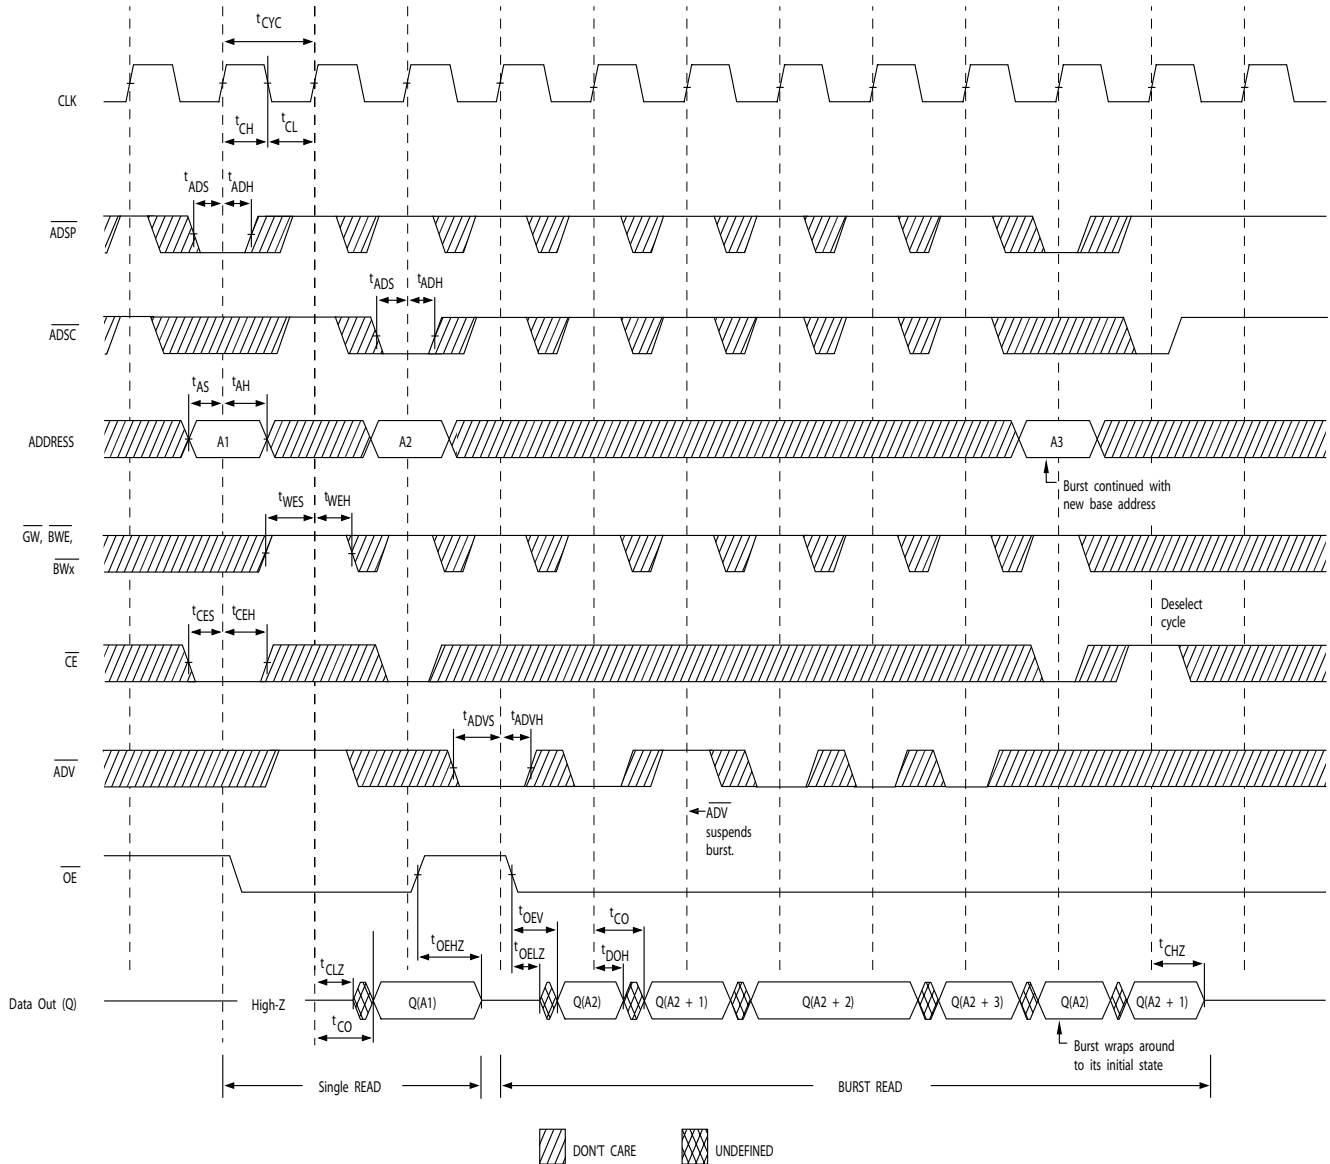 tCYC
CLK
tCH
tCL
tADS
tADH
ADSP
tADS
tADH
ADSC
tAS
tAH
ADDRESS
A1
A2
A3
Burst continued with
new base address
tWES
tWEH
GW, BWE,
BWx
Deselect
cycle
tCES
tCEH
CE
tADVS
tADVH
ADV
ADV
suspends
burst.
OE
tOEV
tCO
tOEHZ
tOELZ
tDOH
tCHZ
tCLZ
Data Out (Q)
High-Z
Q(A1)
Q(A2)
Q(A2 + 1)
Q(A2 + 2)
Q(A2 + 3)
Q(A2)
Q(A2 + 1)
tCO
Burst wraps around
to its initial state
Single READ
BURST READ
DON'T CARE
UNDEFINED